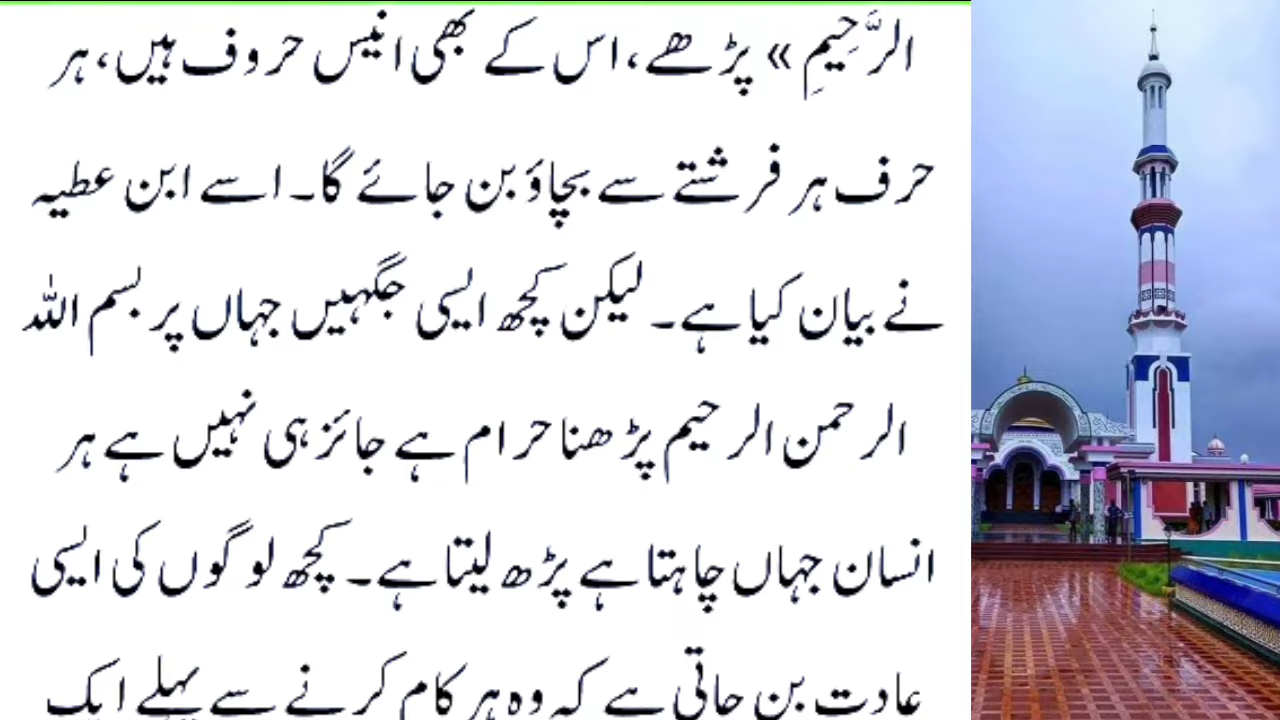 الرَّحِيمِ » پڑھے، اس کے بھی انیس حروف ہیں، ہر
حرف ہر فرشتے سے بچاؤ بن جائے گا۔ اسے ابن عطیہ
نے بیان کیا ہے۔ لیکن کچھ ایسی جگہیں جہاں پر بسم اللہ
الرحمن الرحیم پڑھنا حرام ہے جائز ہی نہیں ہے ہر
انسان جہاں چاہتا ہے پڑھ لیتا ہے۔ کچھ لوگوں کی ایسی
عادت بن جاتی ہے کہ وہ ہر کام کرنے سے پہلے ایک